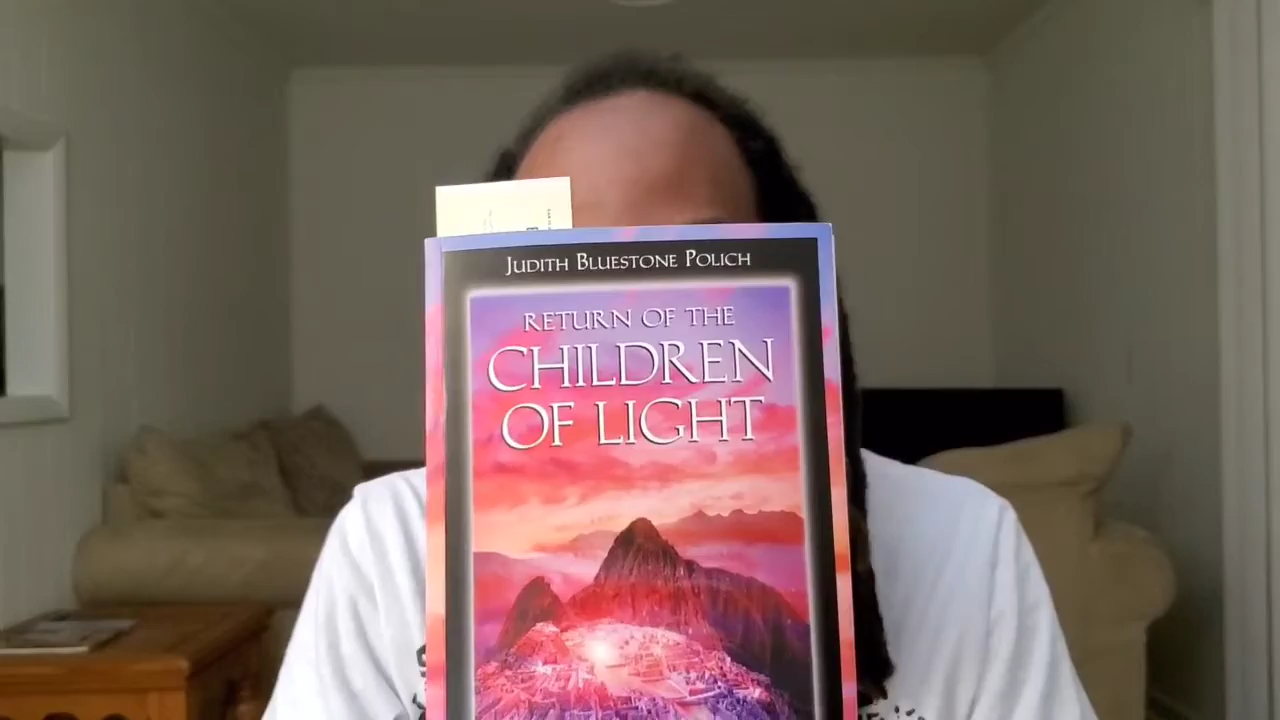 JUDITH BLUESTONE POLICH
RETURN OF THE
CHILDREN
OF LIGHT